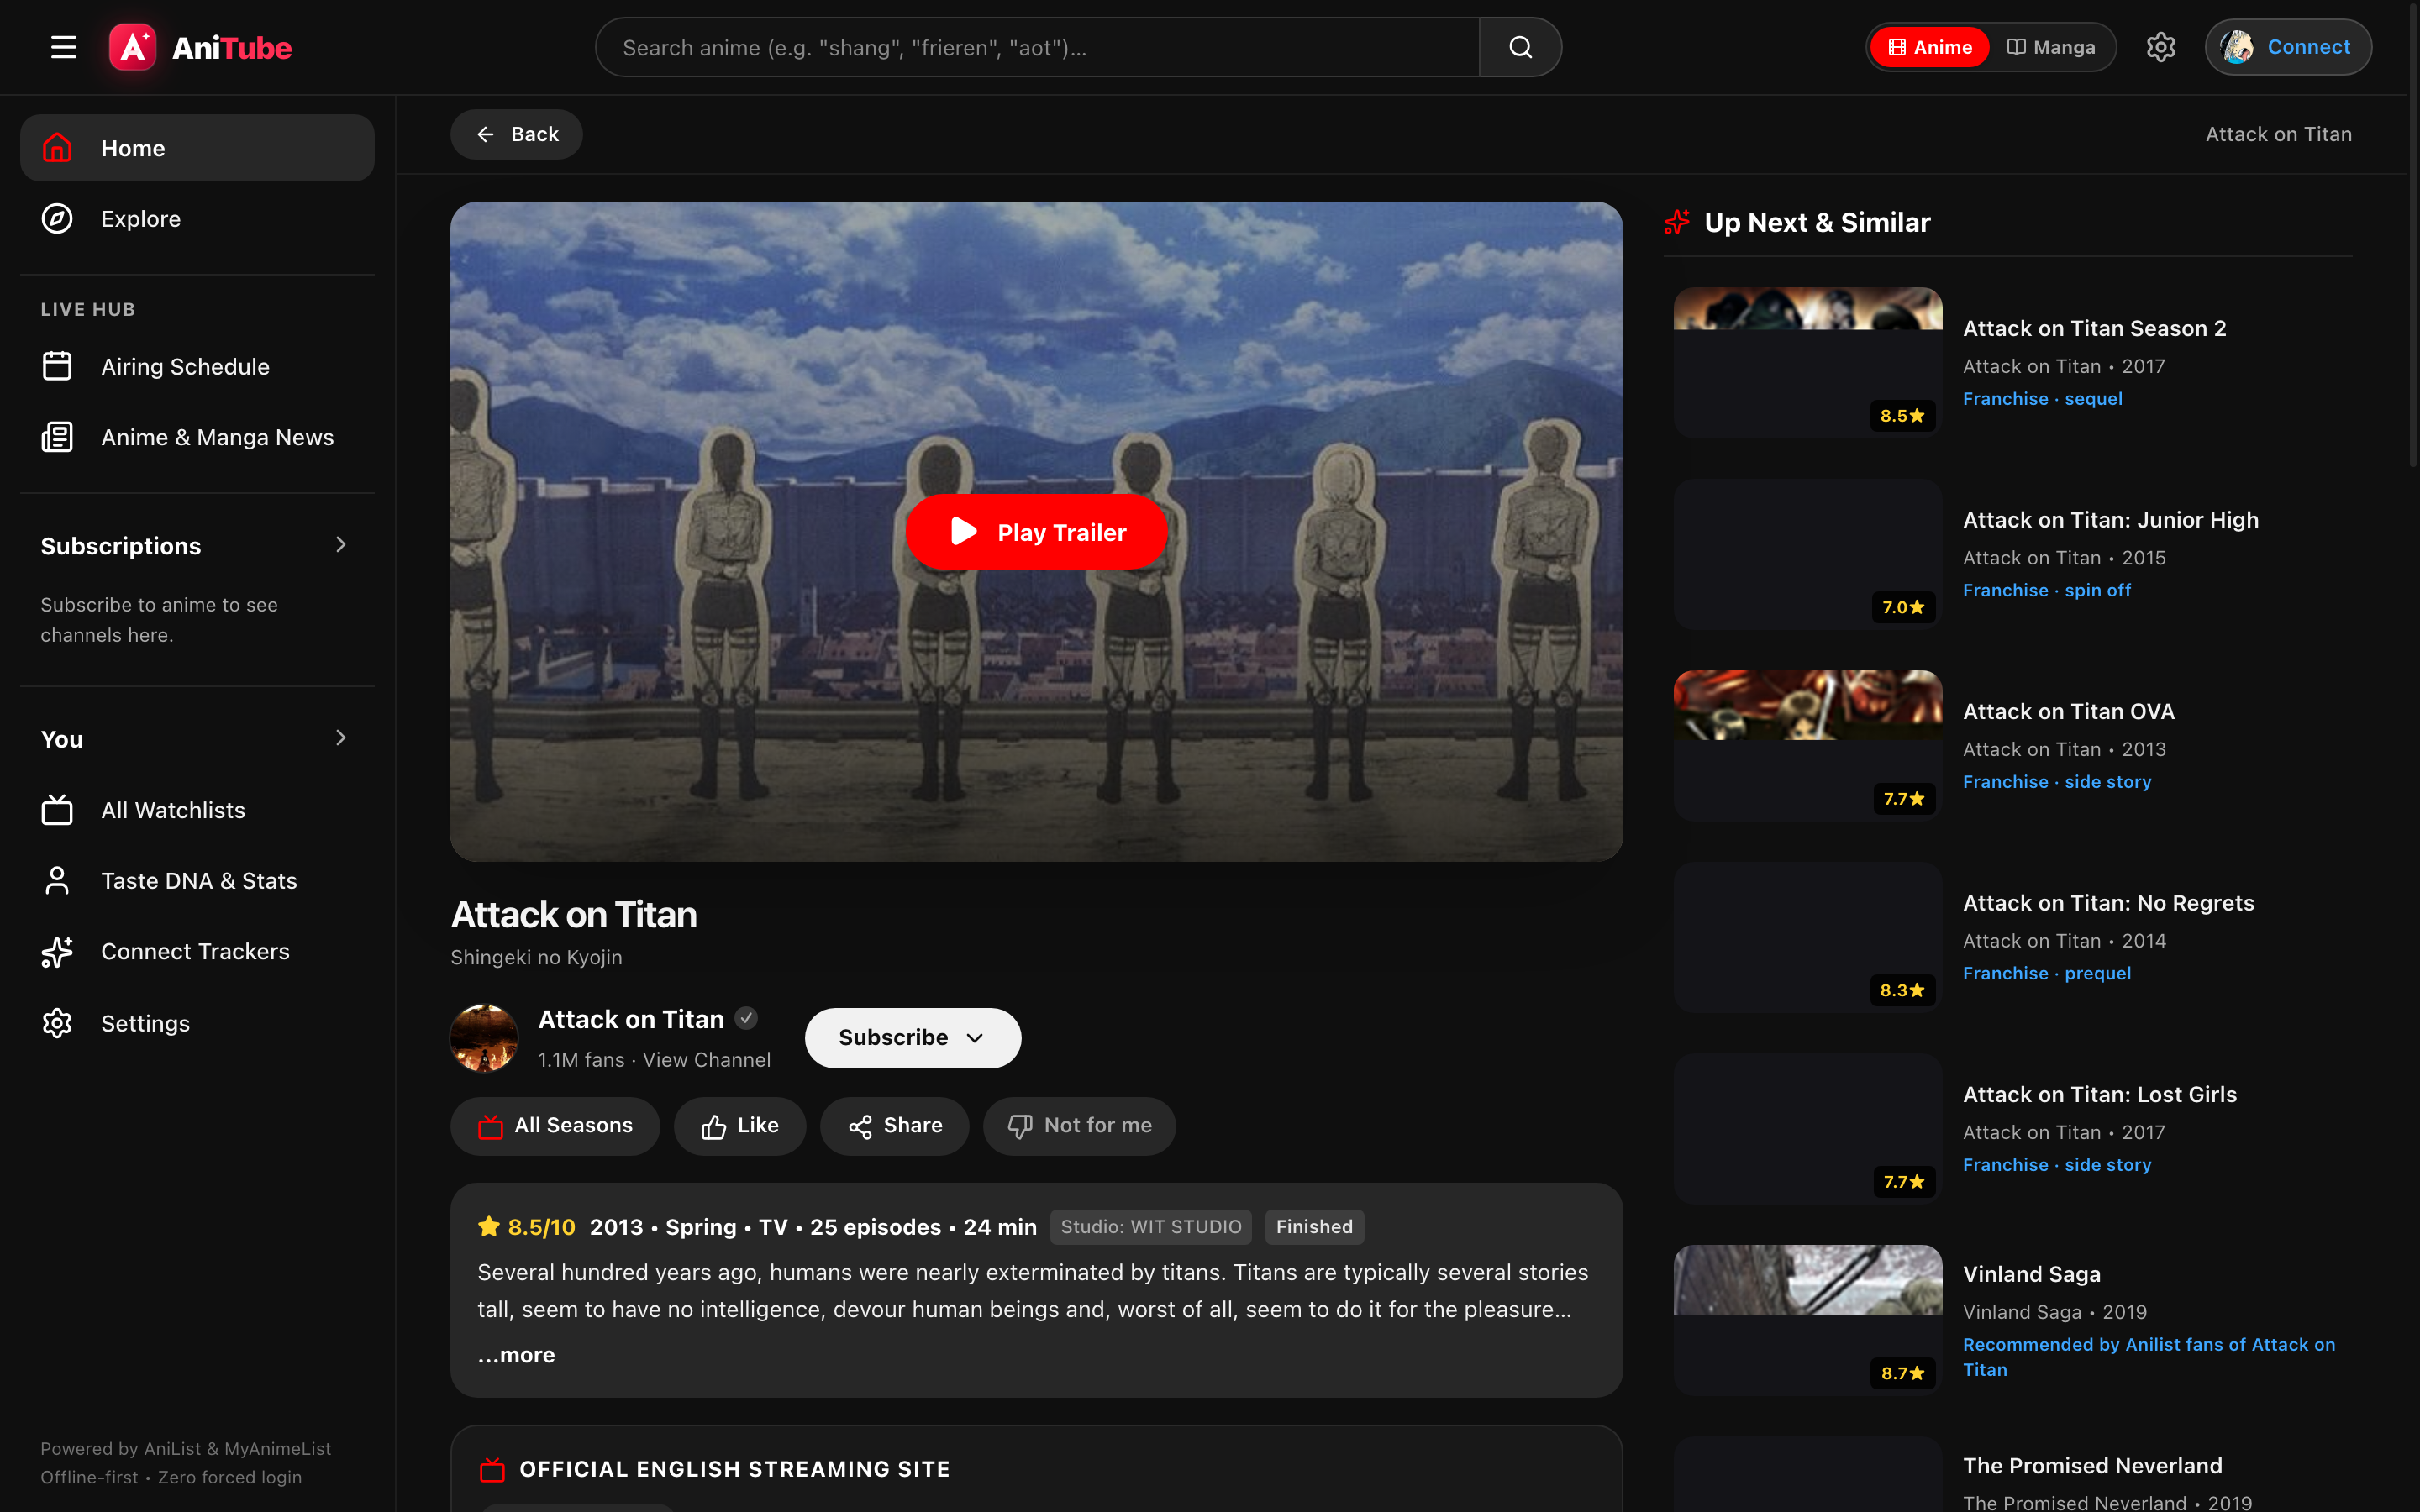 AniTube
Search anime (e.g. "shang", "frieren", "aot")...
Anime
Manga
Connect
Home
Explore
LIVE HUB
Airing Schedule
Anime & Manga News
Subscriptions
Subscribe to anime to see
channels here.
You
All Watchlists
Taste DNA & Stats
Connect Trackers
Settings
Powered by AniList & MyAnimeList
Offline-first • Zero forced login
Back
Attack on Titan
Play Trailer
Attack on Titan
Shingeki no Kyojin
Attack on Titan
1.1M fans · View Channel
Subscribe
All Seasons
Like
Share
Not for me
8.5/10 2013 • Spring • TV • 25 episodes • 24 min Studio: WIT STUDIO Finished
Several hundred years ago, humans were nearly exterminated by titans. Titans are typically several stories
tall, seem to have no intelligence, devour human beings and, worst of all, seem to do it for the pleasure...
...more
OFFICIAL ENGLISH STREAMING SITE
Up Next & Similar
8.5★
Attack on Titan Season 2
Attack on Titan • 2017
Franchise · sequel
7.0★
Attack on Titan: Junior High
Attack on Titan • 2015
Franchise · spin off
7.7★
Attack on Titan OVA
Attack on Titan • 2013
Franchise · side story
8.3★
Attack on Titan: No Regrets
Attack on Titan • 2014
Franchise · prequel
7.7★
Attack on Titan: Lost Girls
Attack on Titan • 2017
Franchise · side story
8.7★
Vinland Saga
Vinland Saga • 2019
Recommended by Anilist fans of Attack on
Titan
The Promised Neverland
The Promised Neverland • 2019